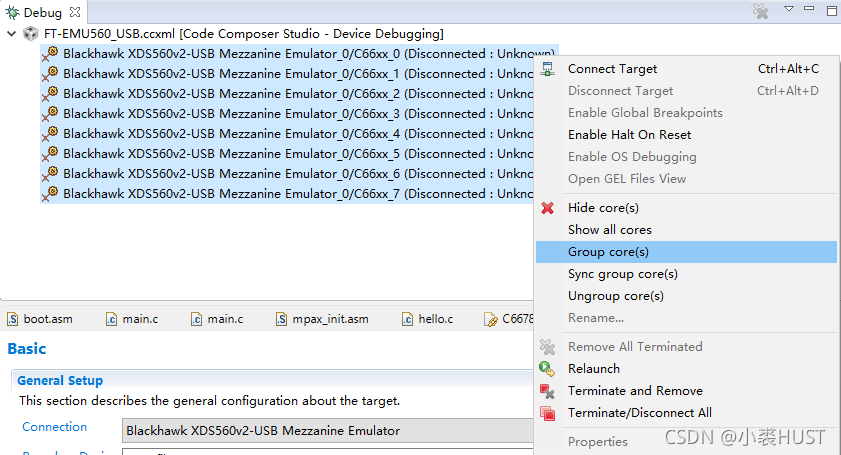 Debug
FT-EMU560_USB.ccxml [Code Composer Studio - Device Debugging]
Blackhawk XDS560v2-USB Mezzanine Emulator_0/C66xx_0 (Disconnected : Unknown)
Blackhawk XDS560v2-USB Mezzanine Emulator_0/C66xx_1 (Disconnected : Unkno
Blackhawk XDS560v2-USB Mezzanine Emulator_0/C66xx_2 (Disconnected : Unkno
Blackhawk XDS560v2-USB Mezzanine Emulator_0/C66xx_3 (Disconnected : Unkno
Blackhawk XDS560v2-USB Mezzanine Emulator_0/C66xx_4 (Disconnected : Unkno
Blackhawk XDS560v2-USB Mezzanine Emulator_0/C66xx_5 (Disconnected : Unkno
Blackhawk XDS560v2-USB Mezzanine Emulator_0/C66xx_6 (Disconnected : Unkno
Blackhawk XDS560v2-USB Mezzanine Emulator_0/C66xx_7 (Disconnected : Unkno
Connect Target Ctrl+Alt+C
Disconnect Target Ctrl+Alt+D
Enable Global Breakpoints
Enable Halt On Reset
Enable OS Debugging
Open GEL Files View
Hide core(s)
Show all cores
Group core(s)
Sync group core(s)
Ungroup core(s)
Rename...
Remove All Terminated
Relaunch
Terminate and Remove
Terminate/Disconnect All
Properties
boot.asm main.c main.c mpax_init.asm hello.c C6678
Basic
General Setup
This section describes the general configuration about the target.
Connection Blackhawk XDS560v2-USB Mezzanine Emulator
CSDN @小裘HUST